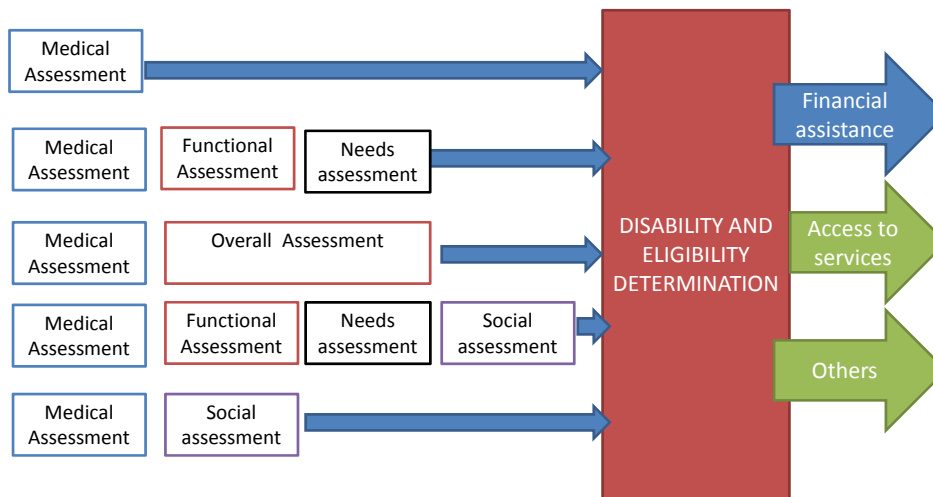 Medical
Assessment
Medical
Assessment
Functional
Assessment
Needs
assessment
Medical
Assessment
Overall Assessment
Medical
Assessment
Functional
Assessment
Needs
assessment
Social
assessment
Medical
Assessment
Social
assessment
DISABILITY AND
ELIGIBILITY
DETERMINATION
Financial
assistance
Access to
services
Others